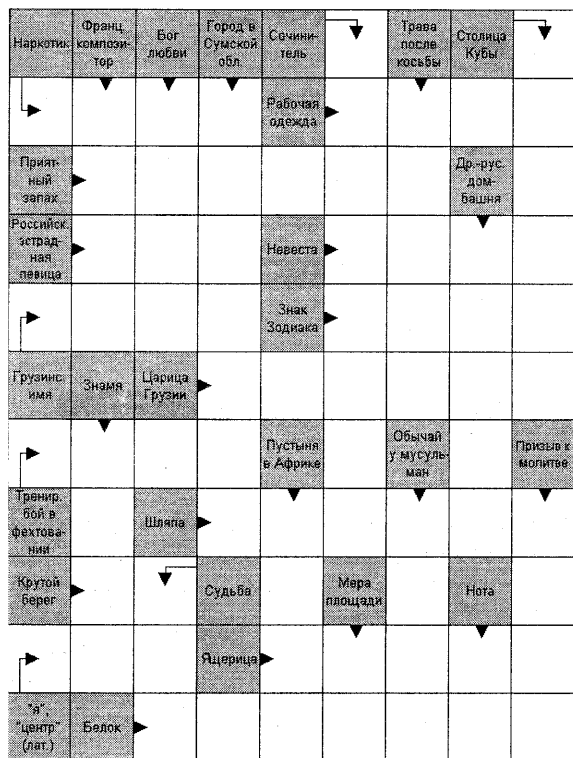 Наркотик
Франц.
компози-
тор
Бог
любви
Город в
Сумской
обл.
Сочини-
тель
Трава
после
косьбы
Столица
Кубы
Рабочая
одежда
Прият-
ный
запах
Др.-рус.
дом-
башня
Российск.
эстрад-
ная
певица
Невеста
Знак
Зодиака
Грузинс.
имя
Знамя
Царица
Грузии
Пустыня
в Африке
Обычай
у мусуль-
ман
Призыв к
молитве
Тренир.
бой в
фехтова-
нии
Шляпа
Крутой
берег
Судьба
Мера
площади
Нота
Ящерица
"я",
"центр"
(лат.)
Белок